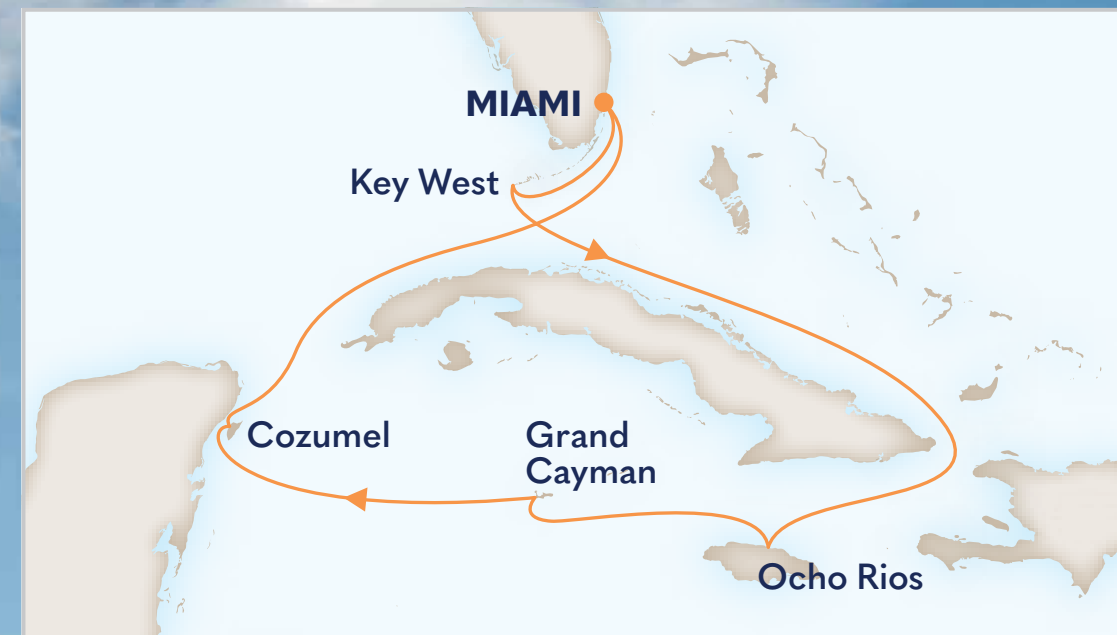 MIAMI
Key West
Cozumel
Grand
Cayman
Ocho Rios